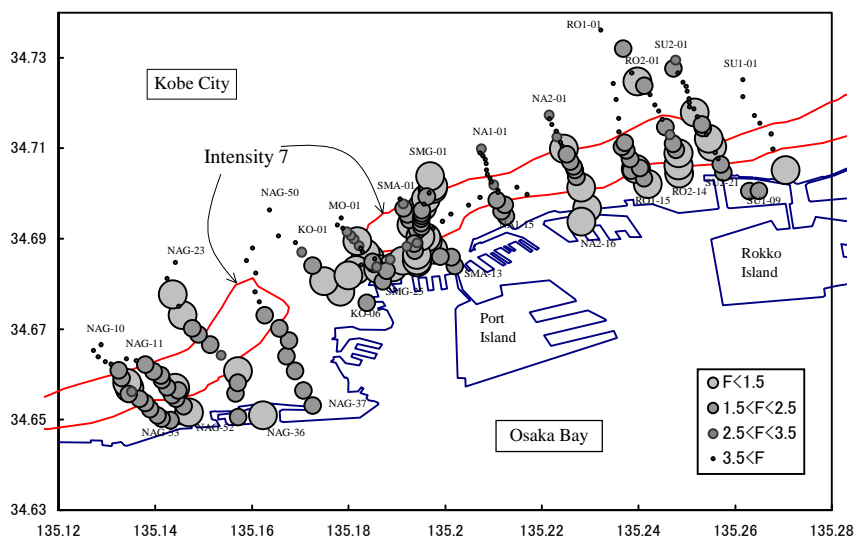 34.73
34.71
34.69
34.67
34.65
34.63
135.12
135.14
135.16
135.18
135.2
135.22
135.24
135.26
135.28
Kobe City
Intensity 7
RO1-01
SU2-01
RO2-01
SU1-01
NA2-01
NA1-01
SMG-01
SMA-01
NAG-50
MO-01
KO-01
NAG-23
NAG-10
NAG-11
SU2-21
SU1-09
RO2-14
RO1-15
NA1-15
NA2-16
SMA-13
SMG-25
KO-06
NAG-37
NAG-36
NAG-52
NAG-53
Rokko
Island
Port
Island
Osaka Bay
F<1.5
1.5<F<2.5
2.5<F<3.5
3.5<F